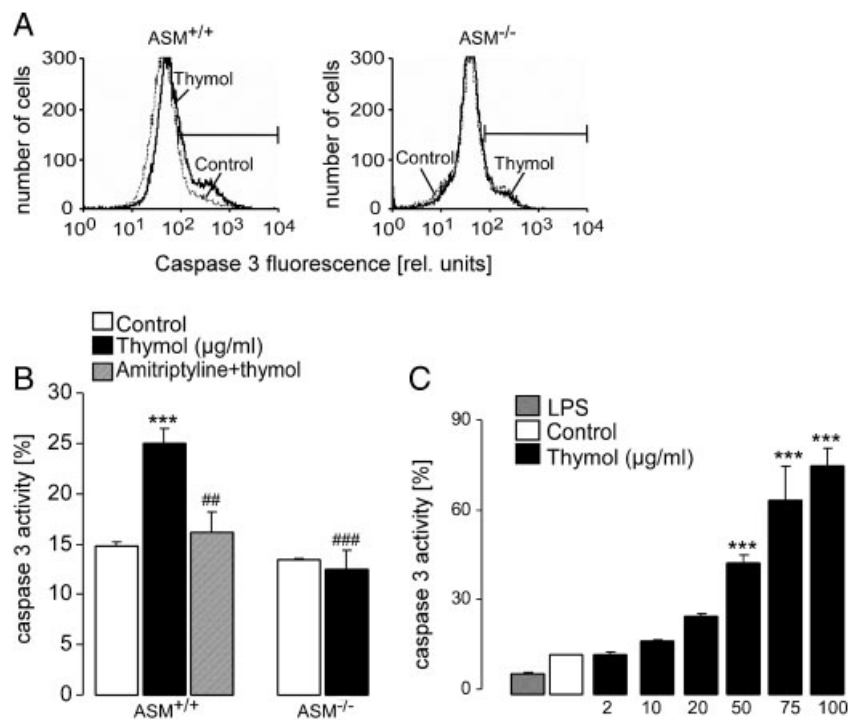 A
ASM+/+
ASM-/-
number of cells
300
200
100
0
Thymol
Control
10^0
10^1
10^2
10^3
10^4
number of cells
300
200
100
0
Control
Thymol
10^0
10^1
10^2
10^3
10^4
Caspase 3 fluorescence [rel. units]
B
Control
Thymol (µg/ml)
Amitriptyline+thymol
caspase 3 activity [%]
30
25
20
15
10
5
0
***
##
###
ASM+/+
ASM-/-
C
LPS
Control
Thymol (µg/ml)
caspase 3 activity [%]
90
60
30
0
***
***
***
2 10 20 50 75 100